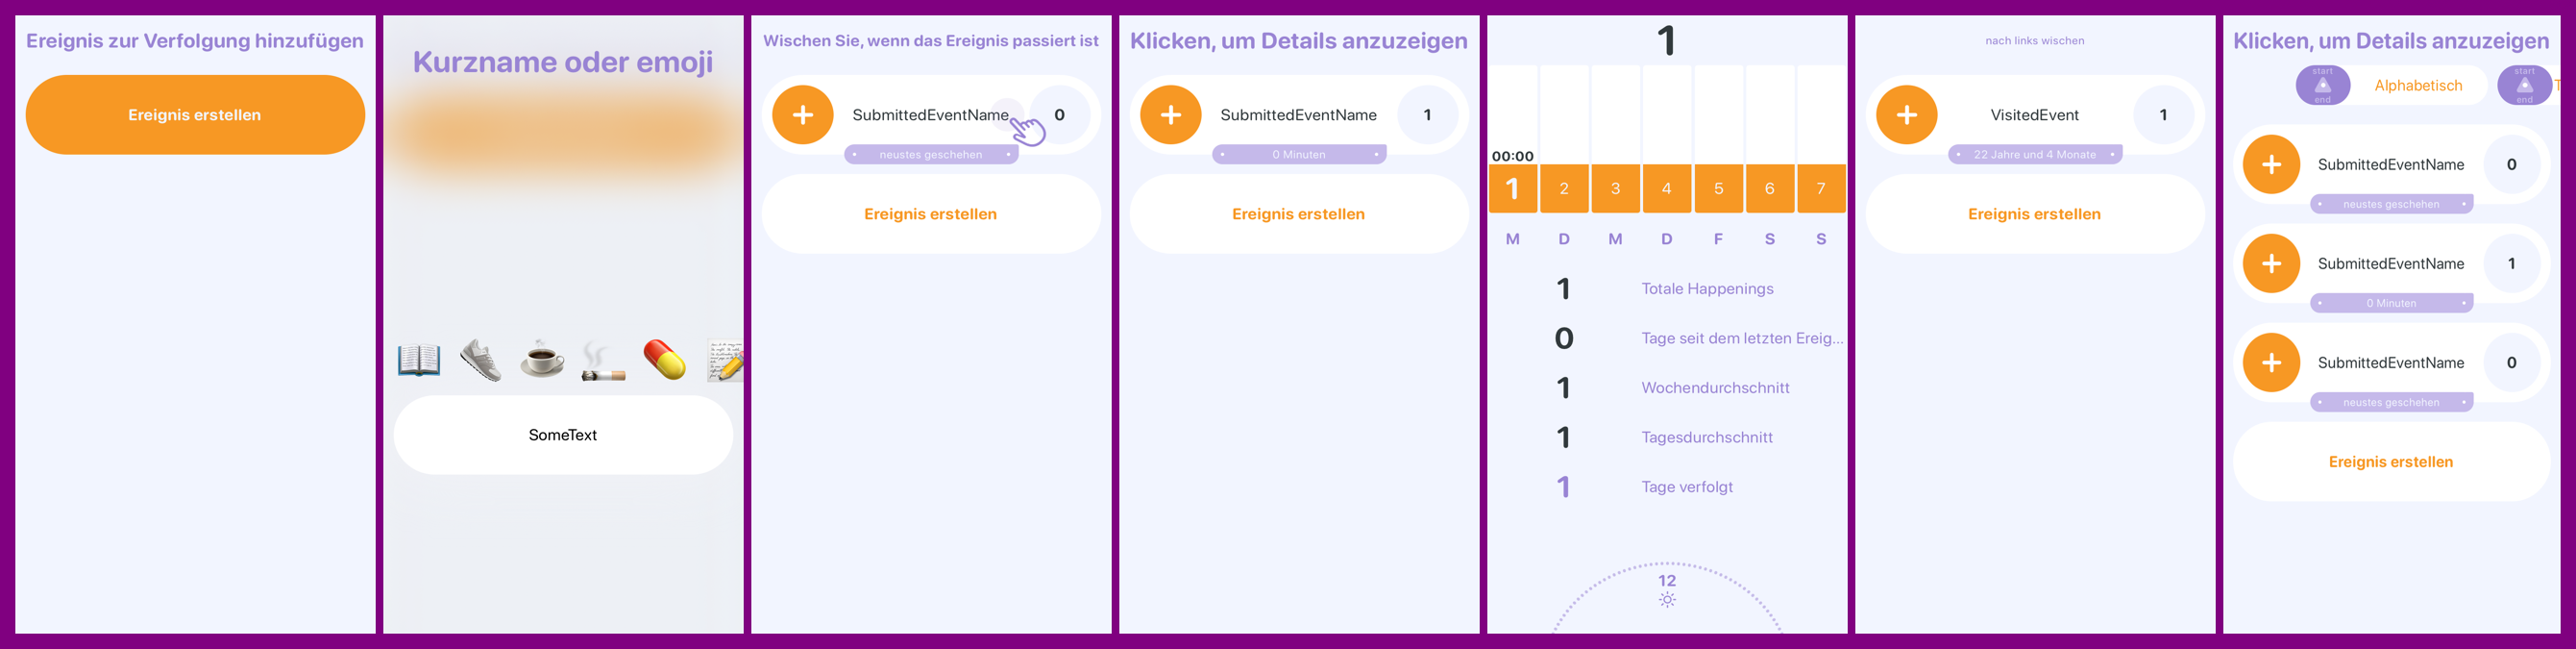 Ereignis zur Verfolgung hinzufügen
Ereignis erstellen
Kurzname oder emoji
SomeText
Wischen Sie, wenn das Ereignis passiert ist
SubmittedEventName
0
neustes geschehen
Ereignis erstellen
Klicken, um Details anzuzeigen
SubmittedEventName
1
0 Minuten
Ereignis erstellen
1
00:00
1 2 3 4 5 6 7
M D M D F S S
1 Totale Happenings
0 Tage seit dem letzten Ereig...
1 Wochendurchschnitt
1 Tagesdurchschnitt
1 Tage verfolgt
12
nach links wischen
VisitedEvent
1
22 Jahre und 4 Monate
Ereignis erstellen
Klicken, um Details anzuzeigen
start
end
Alphabetisch
start
end
T
SubmittedEventName
0
neustes geschehen
SubmittedEventName
1
0 Minuten
SubmittedEventName
0
neustes geschehen
Ereignis erstellen